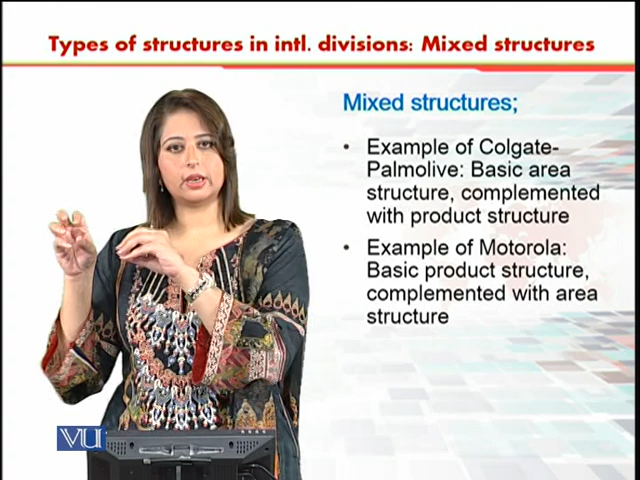 Types of structures in intl. divisions: Mixed structures
Mixed structures;
• Example of Colgate-
Palmolive: Basic area
structure, complemented
with product structure
• Example of Motorola:
Basic product structure,
complemented with area
structure
VU